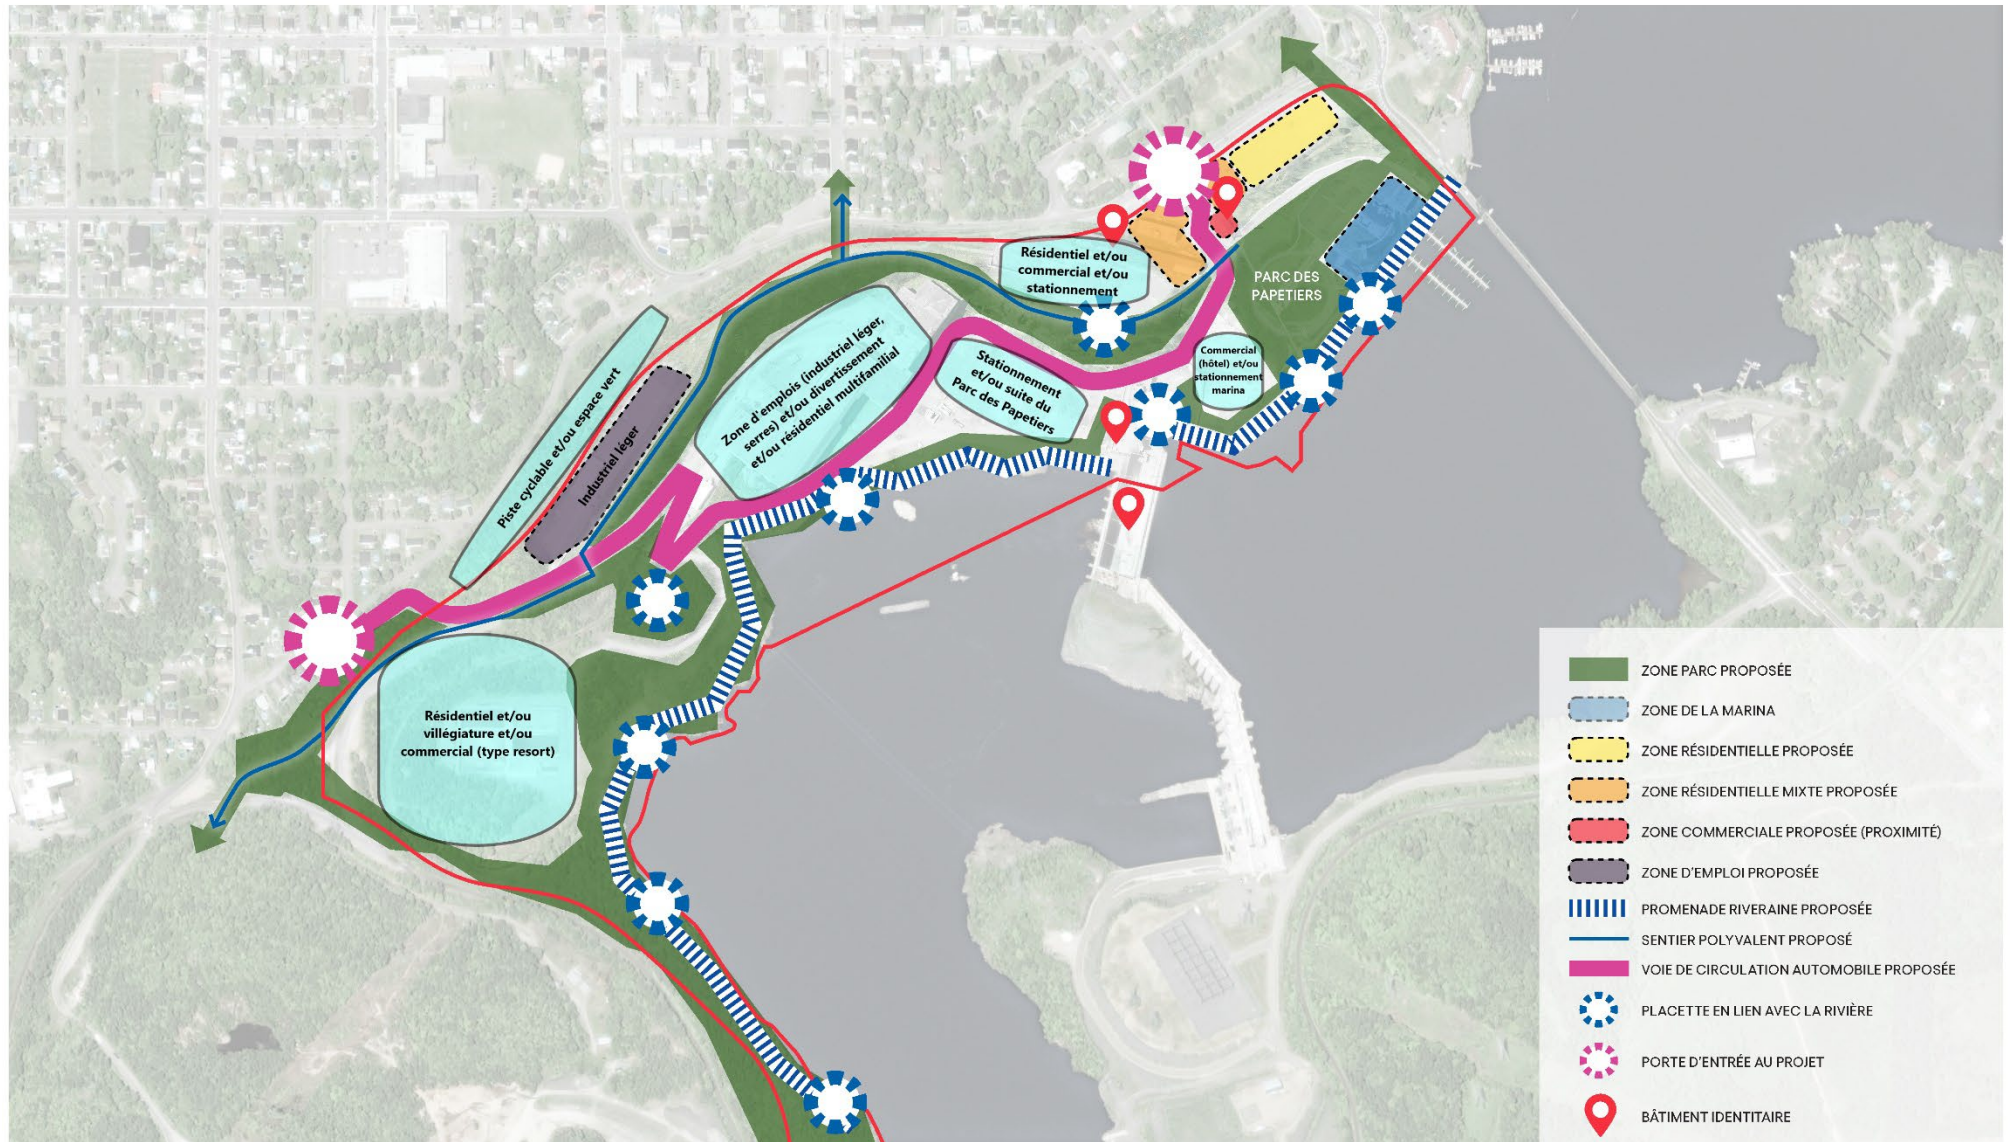 Résidentiel et/ou
commercial et/ou
stationnement
PARC DES
PAPETIERS
Zone d'emplois (industriel léger,
serres) et/ou divertissement
et/ou résidentiel multifamilial
Stationnement
et/ou suite du
Parc des Papetiers
Commercial
(hôtel) et/ou
stationnement
marina
Piste cyclable et/ou espace vert
Industriel léger
Résidentiel et/ou
villégiature et/ou
commercial (type resort)
ZONE PARC PROPOSÉE
ZONE DE LA MARINA
ZONE RÉSIDENTIELLE PROPOSÉE
ZONE RÉSIDENTIELLE MIXTE PROPOSÉE
ZONE COMMERCIALE PROPOSÉE (PROXIMITÉ)
ZONE D'EMPLOI PROPOSÉE
PROMENADE RIVERAINE PROPOSÉE
SENTIER POLYVALENT PROPOSÉ
VOIE DE CIRCULATION AUTOMOBILE PROPOSÉE
PLACETTE EN LIEN AVEC LA RIVIÈRE
PORTE D'ENTRÉE AU PROJET
BÂTIMENT IDENTITAIRE